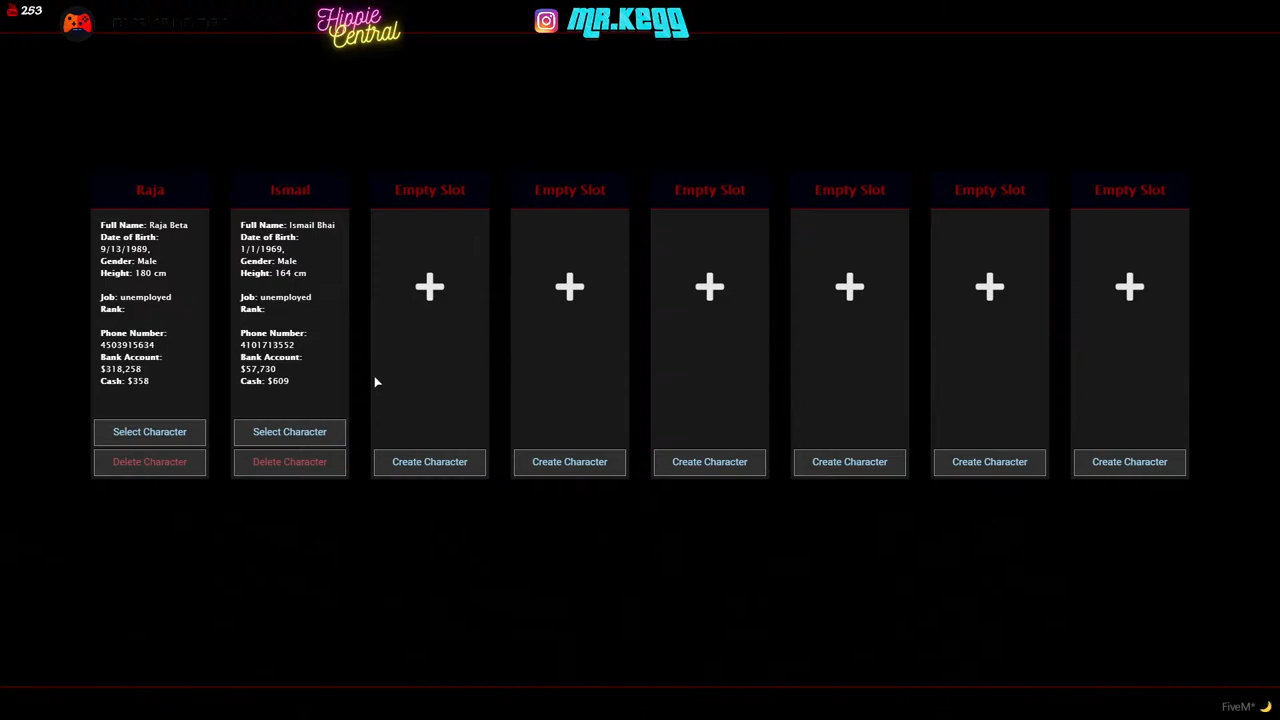 253
Hippie
Central
MR.KEGG
Raja
Full Name: Raja Beta
Date of Birth:
9/13/1989,
Gender: Male
Height: 180 cm
Job: unemployed
Rank:
Phone Number:
4503915634
Bank Account:
$318,258
Cash: $358
Select Character
Delete Character
Ismail
Full Name: Ismail Bhai
Date of Birth:
1/1/1969,
Gender: Male
Height: 164 cm
Job: unemployed
Rank:
Phone Number:
4101713552
Bank Account:
$57,730
Cash: $609
Select Character
Delete Character
Empty Slot
Create Character
Empty Slot
Create Character
Empty Slot
Create Character
Empty Slot
Create Character
Empty Slot
Create Character
Empty Slot
Create Character
FiveM*